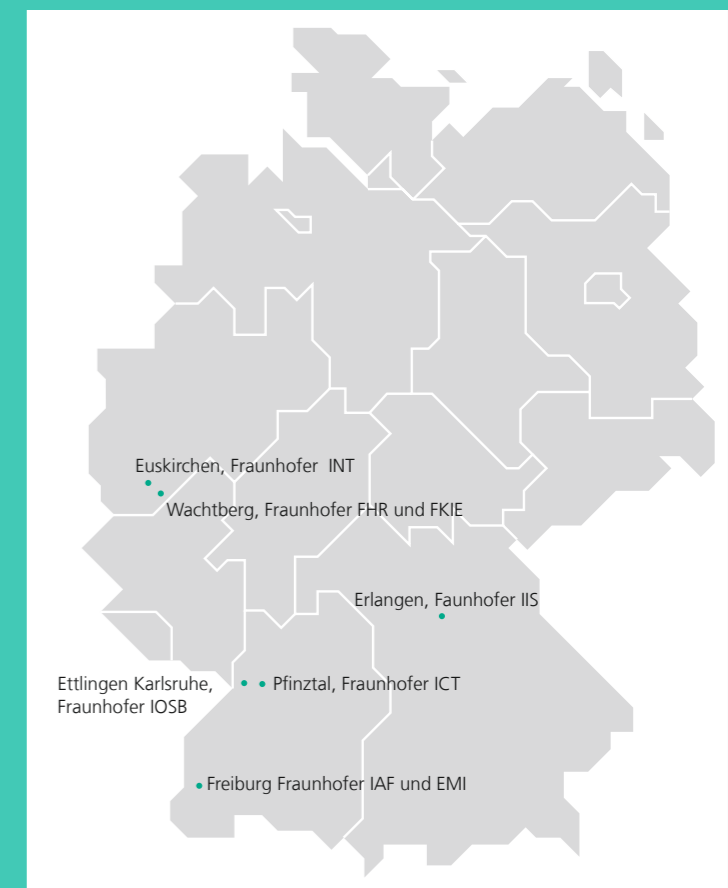 Euskirchen, Fraunhofer INT
Wachtberg, Fraunhofer FHR und FKIE
Erlangen, Faunhofer IIS
Ettlingen Karlsruhe,
Fraunhofer IOSB
Pfinztal, Fraunhofer ICT
Freiburg Fraunhofer IAF und EMI